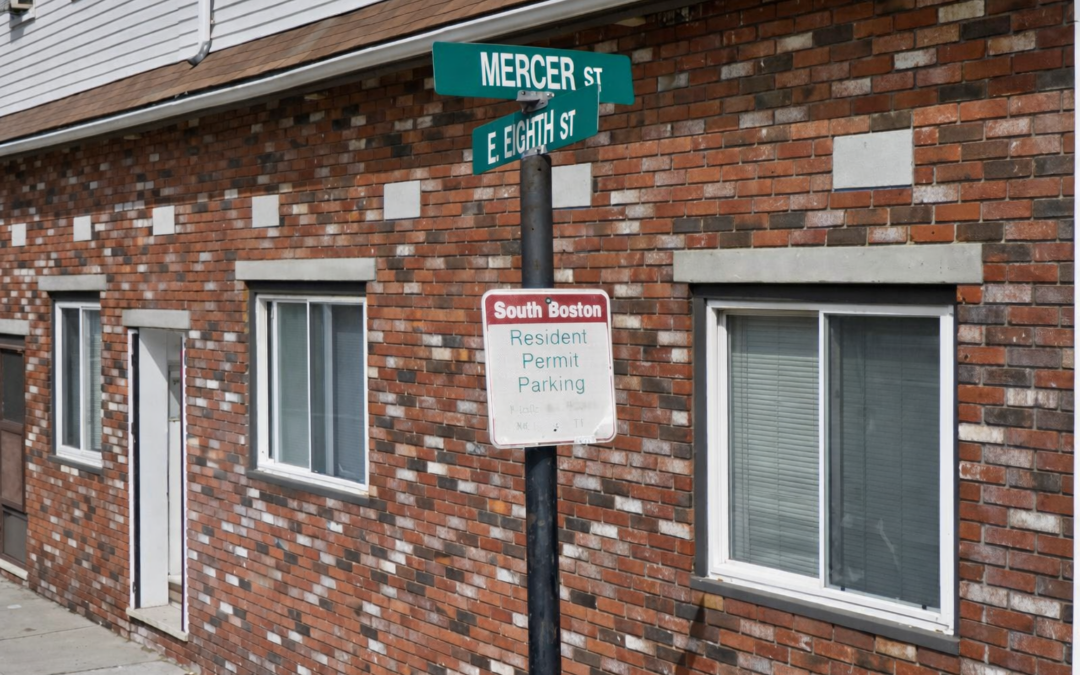 MERCER ST
E. EIGHTH ST
South Boston
Resident
Permit
Parking